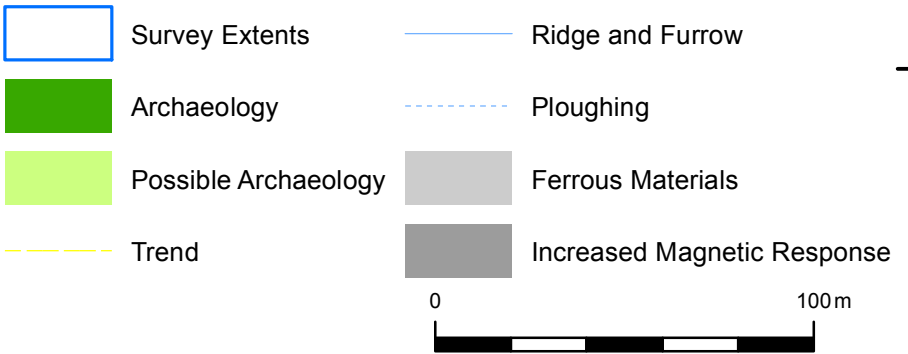 Survey Extents
Archaeology
Possible Archaeology
Trend
Ridge and Furrow
Ploughing
Ferrous Materials
Increased Magnetic Response
0 100 m